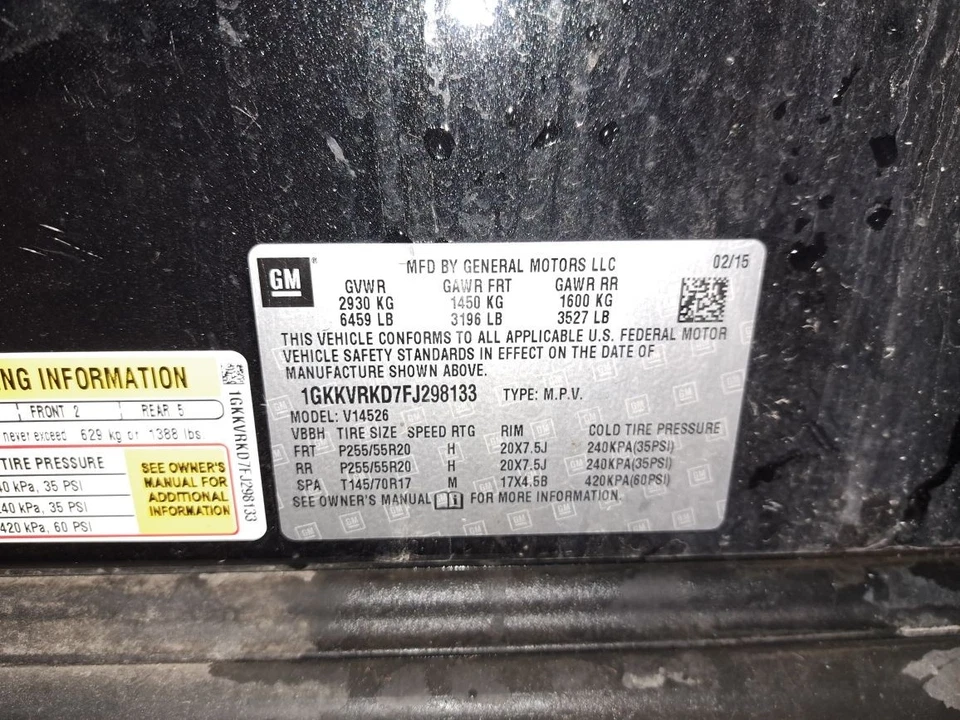 GM
MFD BY GENERAL MOTORS LLC 02/15
GVWR GAWR FRT GAWR RR
2930 KG 1450 KG 1600 KG
6459 LB 3196 LB 3527 LB
THIS VEHICLE CONFORMS TO ALL APPLICABLE U.S. FEDERAL MOTOR
VEHICLE SAFETY STANDARDS IN EFFECT ON THE DATE OF
MANUFACTURE SHOWN ABOVE.
1GKKVRKD7FJ298133 TYPE: M.P.V.
MODEL: V14526
VBBH TIRE SIZE SPEED RTG RIM COLD TIRE PRESSURE
FRT P255/55R20 H 20X7.5J 240KPA(35PSI)
RR P255/55R20 H 20X7.5J 240KPA(35PSI)
SPA T145/70R17 M 17X4.5B 420KPA(60PSI)
SEE OWNER'S MANUAL FOR MORE INFORMATION.
NG INFORMATION
FRONT 2 REAR 5
never exceed 629 kg or 1388 lbs
TIRE PRESSURE
40 kPa, 35 PSI
240 kPa, 35 PSI
420 kPa, 60 PSI
SEE OWNER'S
MANUAL FOR
ADDITIONAL
INFORMATION
1GKKVRKD7FJ298133